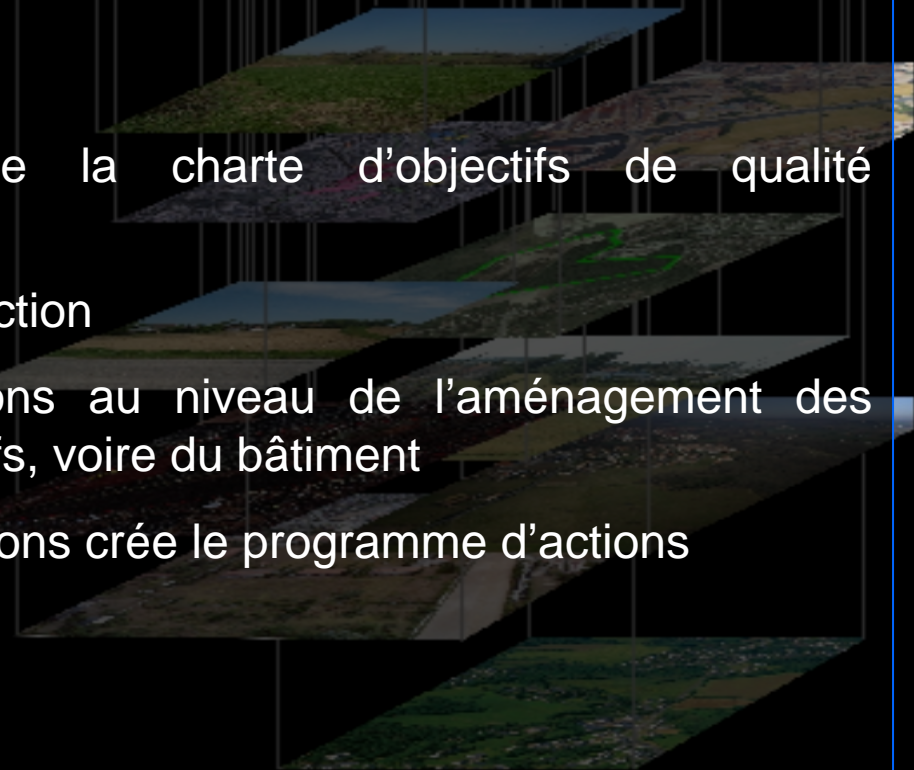 e la charte d’objectifs de qualité
ction
ons au niveau de l’aménagement des
fs, voire du bâtiment
ons crée le programme d’actions